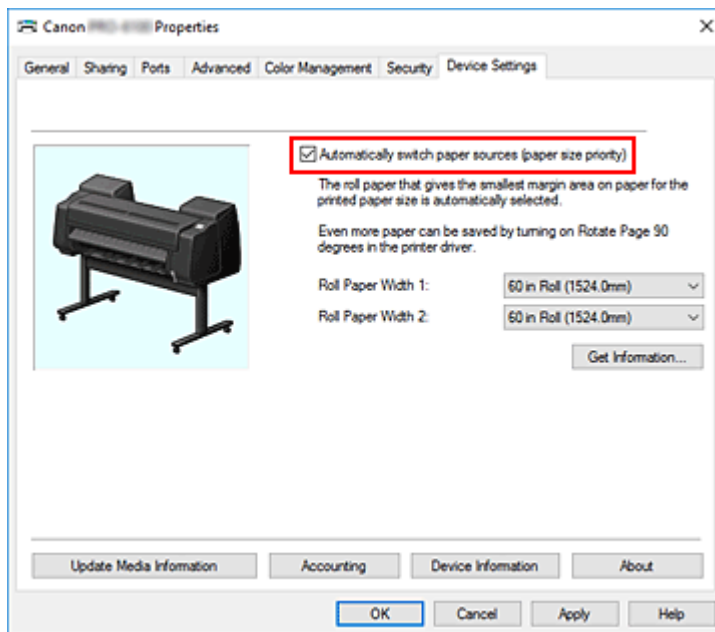 Canon Properties
General Sharing Ports Advanced Color Management Security Device Settings
Automatically switch paper sources (paper size priority)
The roll paper that gives the smallest margin area on paper for the
printed paper size is automatically selected.
Even more paper can be saved by turning on Rotate Page 90
degrees in the printer driver.
Roll Paper Width 1: 60 in Roll (1524.0mm)
Roll Paper Width 2: 60 in Roll (1524.0mm)
Get Information...
Update Media Information Accounting Device Information About
OK Cancel Apply Help